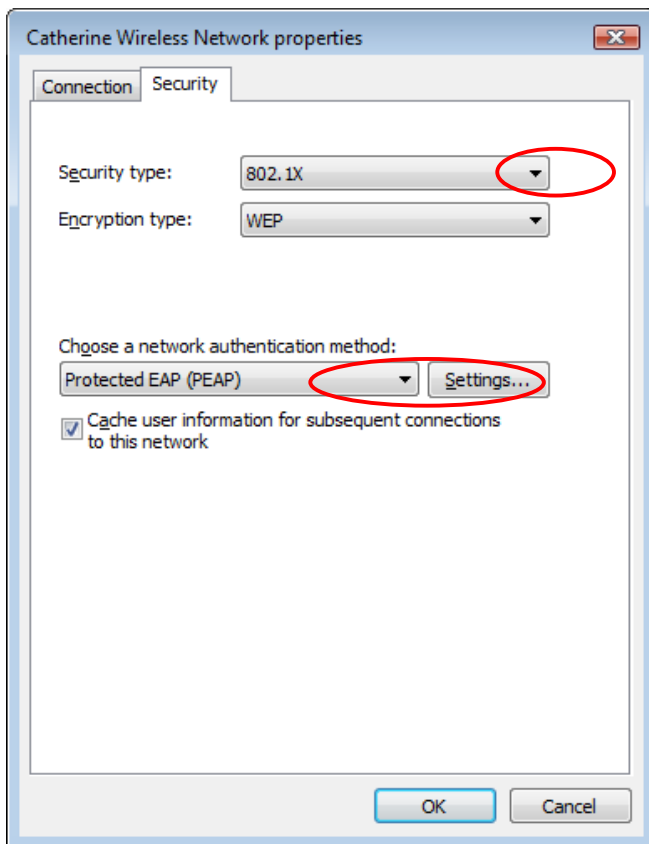 Catherine Wireless Network properties
Connection Security
Security type: 802.1X
Encryption type: WEP
Choose a network authentication method:
Protected EAP (PEAP) Settings...
Cache user information for subsequent connections
to this network
OK Cancel